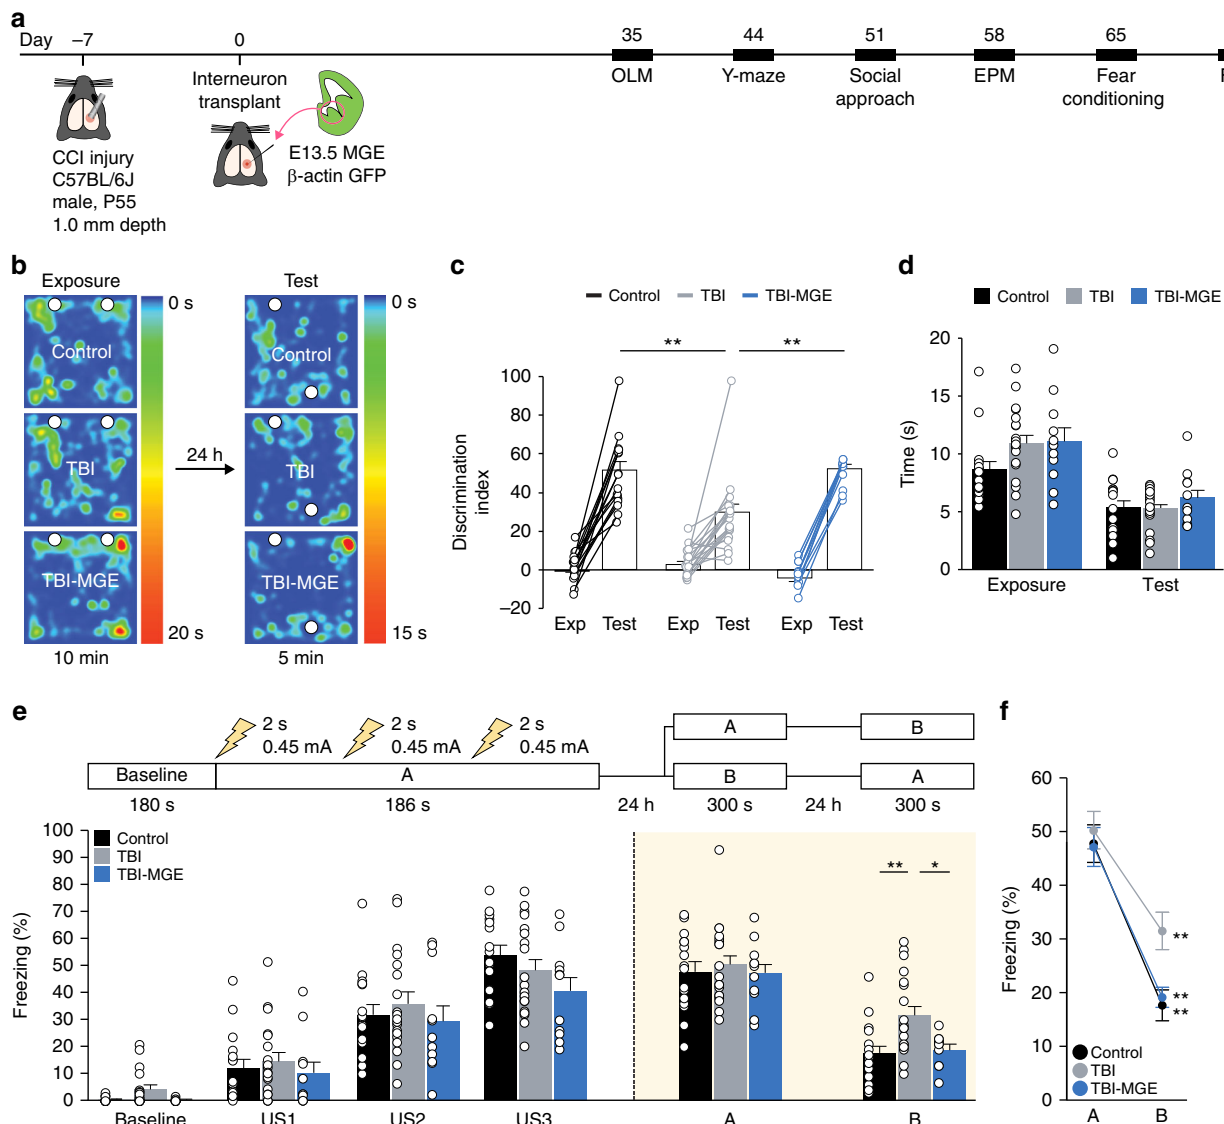 a
Day
–7
0
35
44
51
58
65
OLM
Y-maze
Social
approach
EPM
Fear
conditioning
Interneuron
transplant
E13.5 MGE
β-actin GFP
CCI injury
C57BL/6J
male, P55
1.0 mm depth
b
Exposure
Test
0 s
0 s
Control
Control
TBI
24 h
TBI
TBI-MGE
TBI-MGE
20 s
15 s
10 min
5 min
c
Control
TBI
TBI-MGE
**
**
Discrimination
index
100
80
60
40
20
0
–20
Exp
Test
Exp
Test
Exp
Test
d
Control
TBI
TBI-MGE
Time (s)
20
15
10
5
0
Exposure
Test
e
2 s
0.45 mA
2 s
0.45 mA
2 s
0.45 mA
A
B
Baseline
A
B
A
180 s
186 s
24 h
300 s
24 h
300 s
Control
TBI
TBI-MGE
Freezing (%)
100
90
80
70
60
50
40
30
20
10
0
**
*
Baseline
US1
US2
US3
A
B
f
Freezing (%)
60
50
40
30
20
10
0
**
**
**
Control
TBI
TBI-MGE
A
B